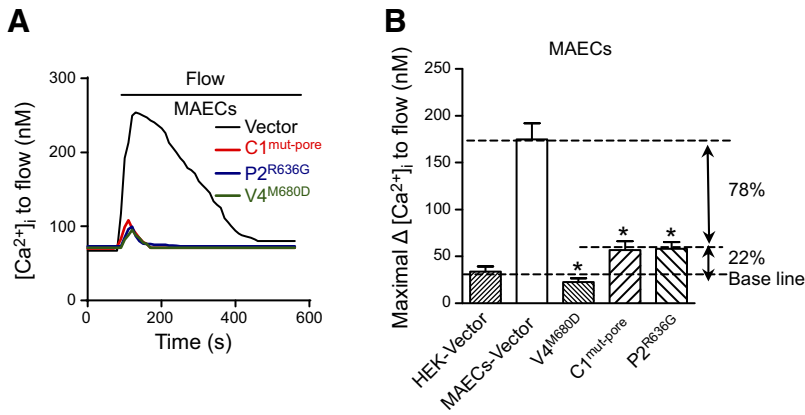 A
[Ca²⁺]ᵢ to flow (nM)
300
200
100
0
0
200
400
600
Time (s)
Flow
MAECs
Vector
C1ᵐᵘᵗ⁻ᵖᵒʳᵉ
P2ᴿ⁶³⁶ᴳ
V4ᴹ⁶⁸⁰ᴰ
B
MAECs
Maximal Δ [Ca²⁺]ᵢ to flow (nM)
250
200
150
100
50
0
*
*
*
78%
22%
Base line
HEK-Vector
MAECs-Vector
V4ᴹ⁶⁸⁰ᴰ
C1ᵐᵘᵗ⁻ᵖᵒʳᵉ
P2ᴿ⁶³⁶ᴳ